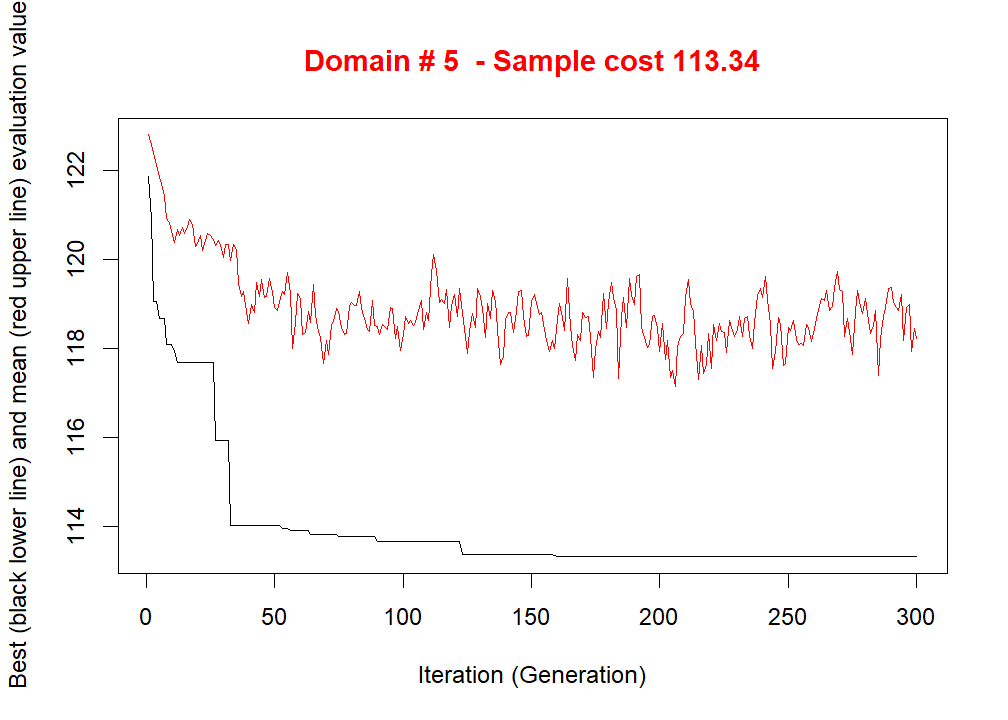 Domain # 5  - Sample cost 113.34
Best (black lower line) and mean (red upper line) evaluation value
122
120
118
116
114
0 50 100 150 200 250 300
Iteration (Generation)